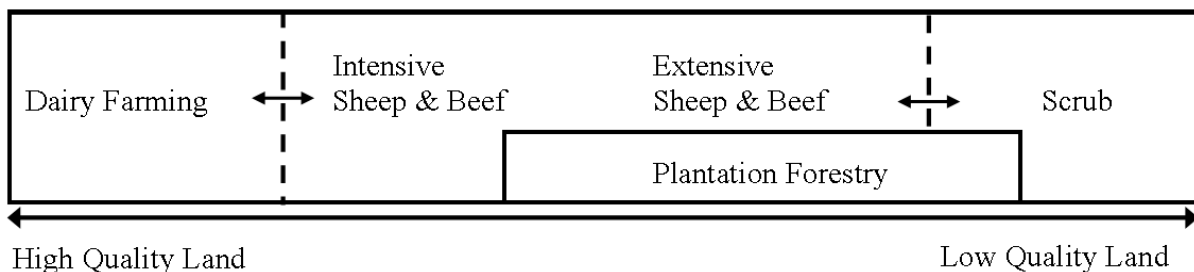 Dairy Farming
Intensive
Sheep & Beef
Extensive
Sheep & Beef
Scrub
Plantation Forestry
High Quality Land
Low Quality Land